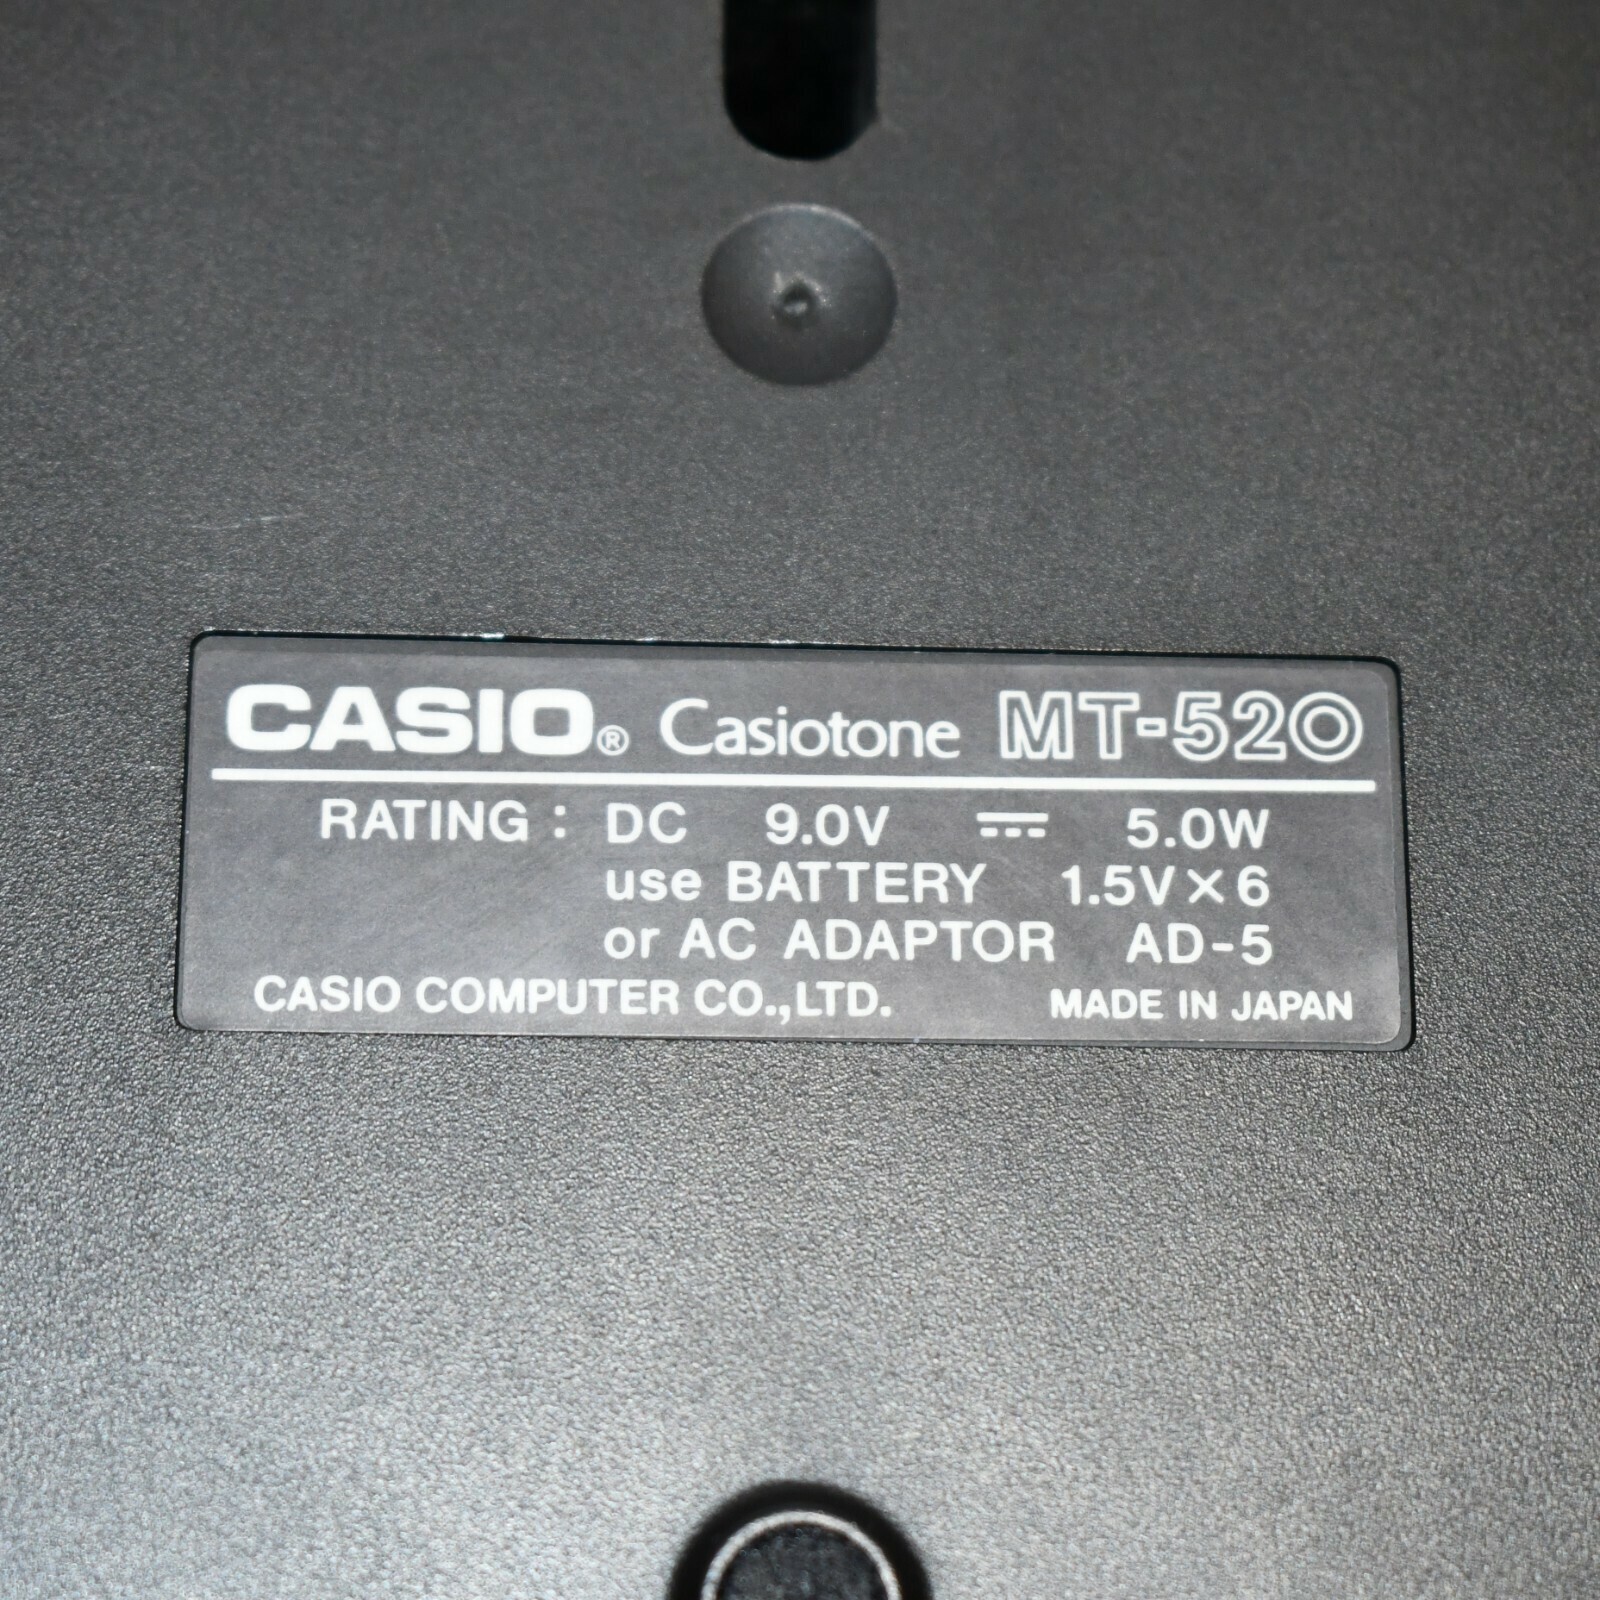 CASIO® Casiotone MT-520
RATING : DC 9.0V ⎓ 5.0W
use BATTERY 1.5V×6
or AC ADAPTOR AD-5
CASIO COMPUTER CO.,LTD. MADE IN JAPAN